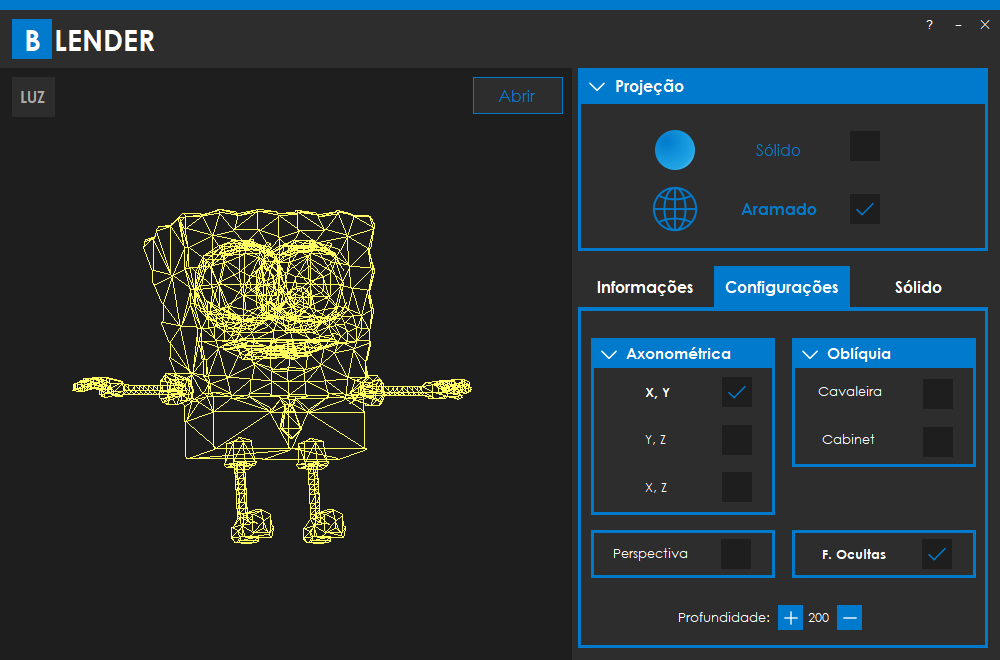 B LENDER
?
LUZ
Abrir
Projeção
Sólido
Aramado
Informações
Configurações
Sólido
Axonométrica
X, Y
Y, Z
X, Z
Oblíquia
Cavaleira
Cabinet
Perspectiva
F. Ocultas
Profundidade: + 200 −